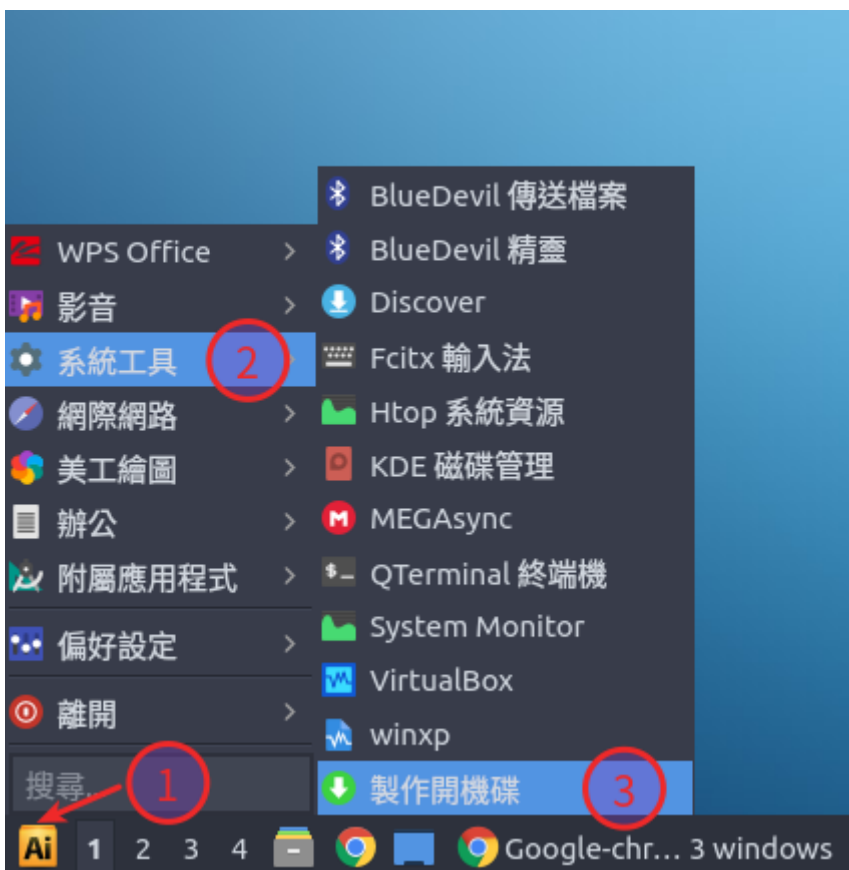 WPS Office
影音
系統工具
2
網際網路
美工繪圖
辦公
附屬應用程式
偏好設定
離開
搜尋...
1
BlueDevil 傳送檔案
BlueDevil 精靈
Discover
Fcitx 輸入法
Htop 系統資源
KDE 磁碟管理
MEGAsync
QTerminal 終端機
System Monitor
VirtualBox
winxp
製作開機碟
3
Ai 1 2 3 4 Google-chr... 3 windows